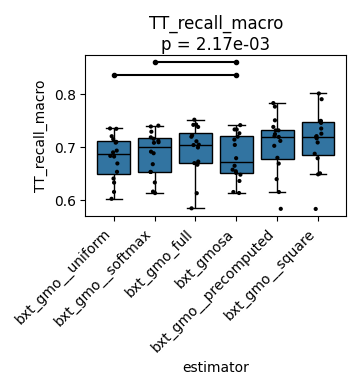 TT_recall_macro
p = 2.17e-03
TT_recall_macro
0.8
0.7
0.6
bxt_gmo__uniform
bxt_gmo__softmax
bxt_gmo_full
bxt_gmosa
bxt_gmo__precomputed
bxt_gmo__square
estimator